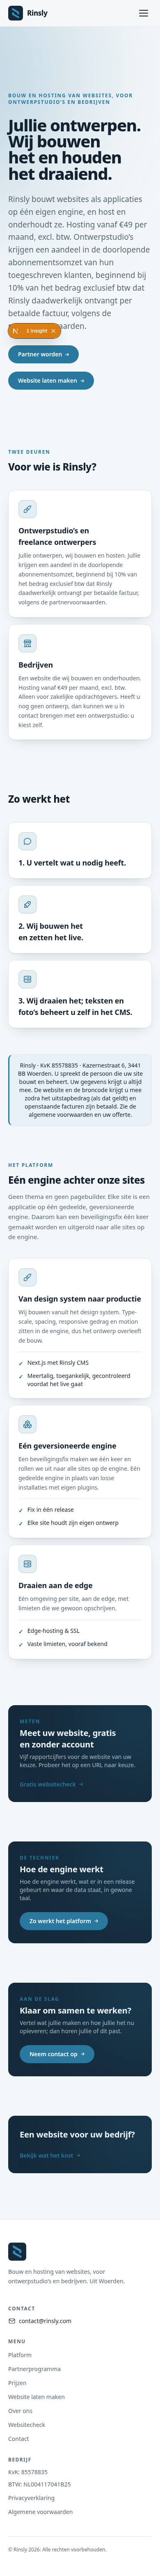 Rinsly
BOUW EN HOSTING VAN WEBSITES, VOOR
ONTWERPSTUDIO'S EN BEDRIJVEN
Jullie ontwerpen.
Wij bouwen
het en houden
het draaiend.
Rinsly bouwt websites als applicaties
op één eigen engine, en host en
onderhoudt ze. Hosting vanaf €49 per
maand, excl. btw. Ontwerpstudio's
krijgen een aandeel in de doorlopende
abonnementsomzet van hun
toegeschreven klanten, beginnend bij
10% van het bedrag exclusief btw dat
Rinsly daadwerkelijk ontvangt per
betaalde factuur, volgens de
1 Insight
Partner worden →
Website laten maken →
TWEE DEUREN
Voor wie is Rinsly?
Ontwerpstudio's en
freelance ontwerpers
Jullie ontwerpen, wij bouwen en hosten. Jullie
krijgen een aandeel in de doorlopende
abonnementsomzet, beginnend bij 10% van
het bedrag exclusief btw dat Rinsly
daadwerkelijk ontvangt per betaalde factuur,
volgens de partnervoorwaarden.
Bedrijven
Een website die wij bouwen en onderhouden.
Hosting vanaf €49 per maand, excl. btw.
Alleen voor zakelijke opdrachtgevers. Heeft u
nog geen ontwerp, dan kunnen we u in
contact brengen met een ontwerpstudio; u
kiest zelf.
Zo werkt het
1. U vertelt wat u nodig heeft.
2. Wij bouwen het
en zetten het live.
3. Wij draaien het; teksten en
foto's beheert u zelf in het CMS.
Rinsly · KvK 85578835 · Kazernestraat 6, 3441
BB Woerden. U spreekt de persoon die uw site
bouwt en beheert. Uw gegevens krijgt u altijd
mee. De website en de broncode krijgt u mee
zodra het uitstapbedrag (als dat geldt) en
openstaande facturen zijn betaald. Zie de
algemene voorwaarden en uw offerte.
HET PLATFORM
Eén engine achter onze sites
Geen thema en geen pagebuilder. Elke site is een
applicatie op één gedeelde, geversioneerde
engine. Daarom kan een beveiligingsfix één keer
gemaakt worden en uitgerold naar alle sites op
de engine.
Van design system naar productie
Wij bouwen vanuit het design system. Type-
scale, spacing, responsive gedrag en motion
zitten in de engine, dus het ontwerp overleeft
de bouw.
✓ Next.js met Rinsly CMS
✓ Meertalig, toegankelijk, gecontroleerd
voordat het live gaat
Eén geversioneerde engine
Een beveiligingsfix maken we één keer en
rollen we uit naar alle sites op de engine. Eén
gedeelde engine in plaats van losse
installaties met eigen plugins.
✓ Fix in één release
✓ Elke site houdt zijn eigen ontwerp
Draaien aan de edge
Eén omgeving per site, aan de edge, met
limieten die we gewoon opschrijven.
✓ Edge-hosting & SSL
✓ Vaste limieten, vooraf bekend
METEN
Meet uw website, gratis
en zonder account
Vijf rapportcijfers voor de website van uw
keuze. Probeer het op een URL naar keuze.
Gratis websitecheck →
DE TECHNIEK
Hoe de engine werkt
Hoe de engine werkt, wat er in een release
gebeurt en waar de data staat, in gewone
taal.
Zo werkt het platform →
AAN DE SLAG
Klaar om samen te werken?
Vertel wat jullie maken en hoe jullie het nu
opleveren; dan horen jullie of dit past.
Neem contact op →
Een website voor uw bedrijf?
Bekijk wat het kost →
Bouw en hosting van websites, voor
ontwerpstudio's en bedrijven. Uit Woerden.
CONTACT
contact@rinsly.com
MENU
Platform
Partnerprogramma
Prijzen
Website laten maken
Over ons
Websitecheck
Contact
BEDRIJF
KvK: 85578835
BTW: NL004117041B25
Privacyverklaring
Algemene voorwaarden
© Rinsly 2026. Alle rechten voorbehouden.